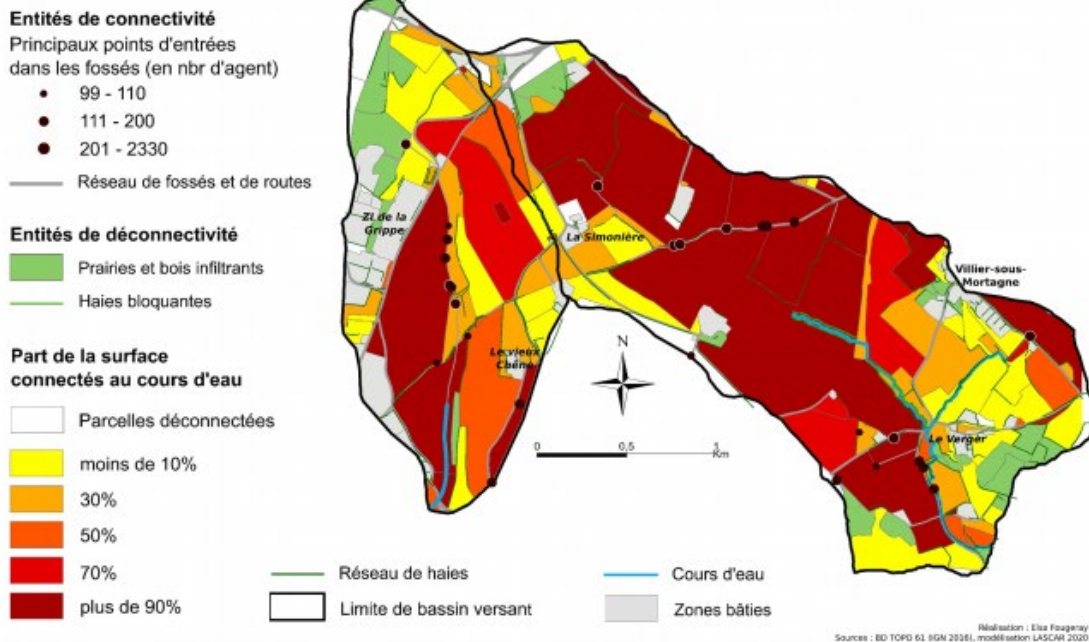 Entités de connectivité
Principaux points d'entrées
dans les fossés (en nbr d'agent)
99 - 110
111 - 200
201 - 2330
Réseau de fossés et de routes
Entités de déconnectivité
Prairies et bois infiltrants
Haies bloquantes
Part de la surface
connectés au cours d'eau
Parcelles déconnectées
moins de 10%
30%
50%
70%
plus de 90%
ZI de la
Grippe
La Simonière
Villier-sous-
Mortagne
Le vieux
Chêne
Le Verger
N
0
0,5
1
Km
Réseau de haies
Limite de bassin versant
Cours d'eau
Zones bâties
Réalisation : Elsa Fougeray
Sources : BD TOPO 61 (IGN 2016), modélisation LASCAR 2020